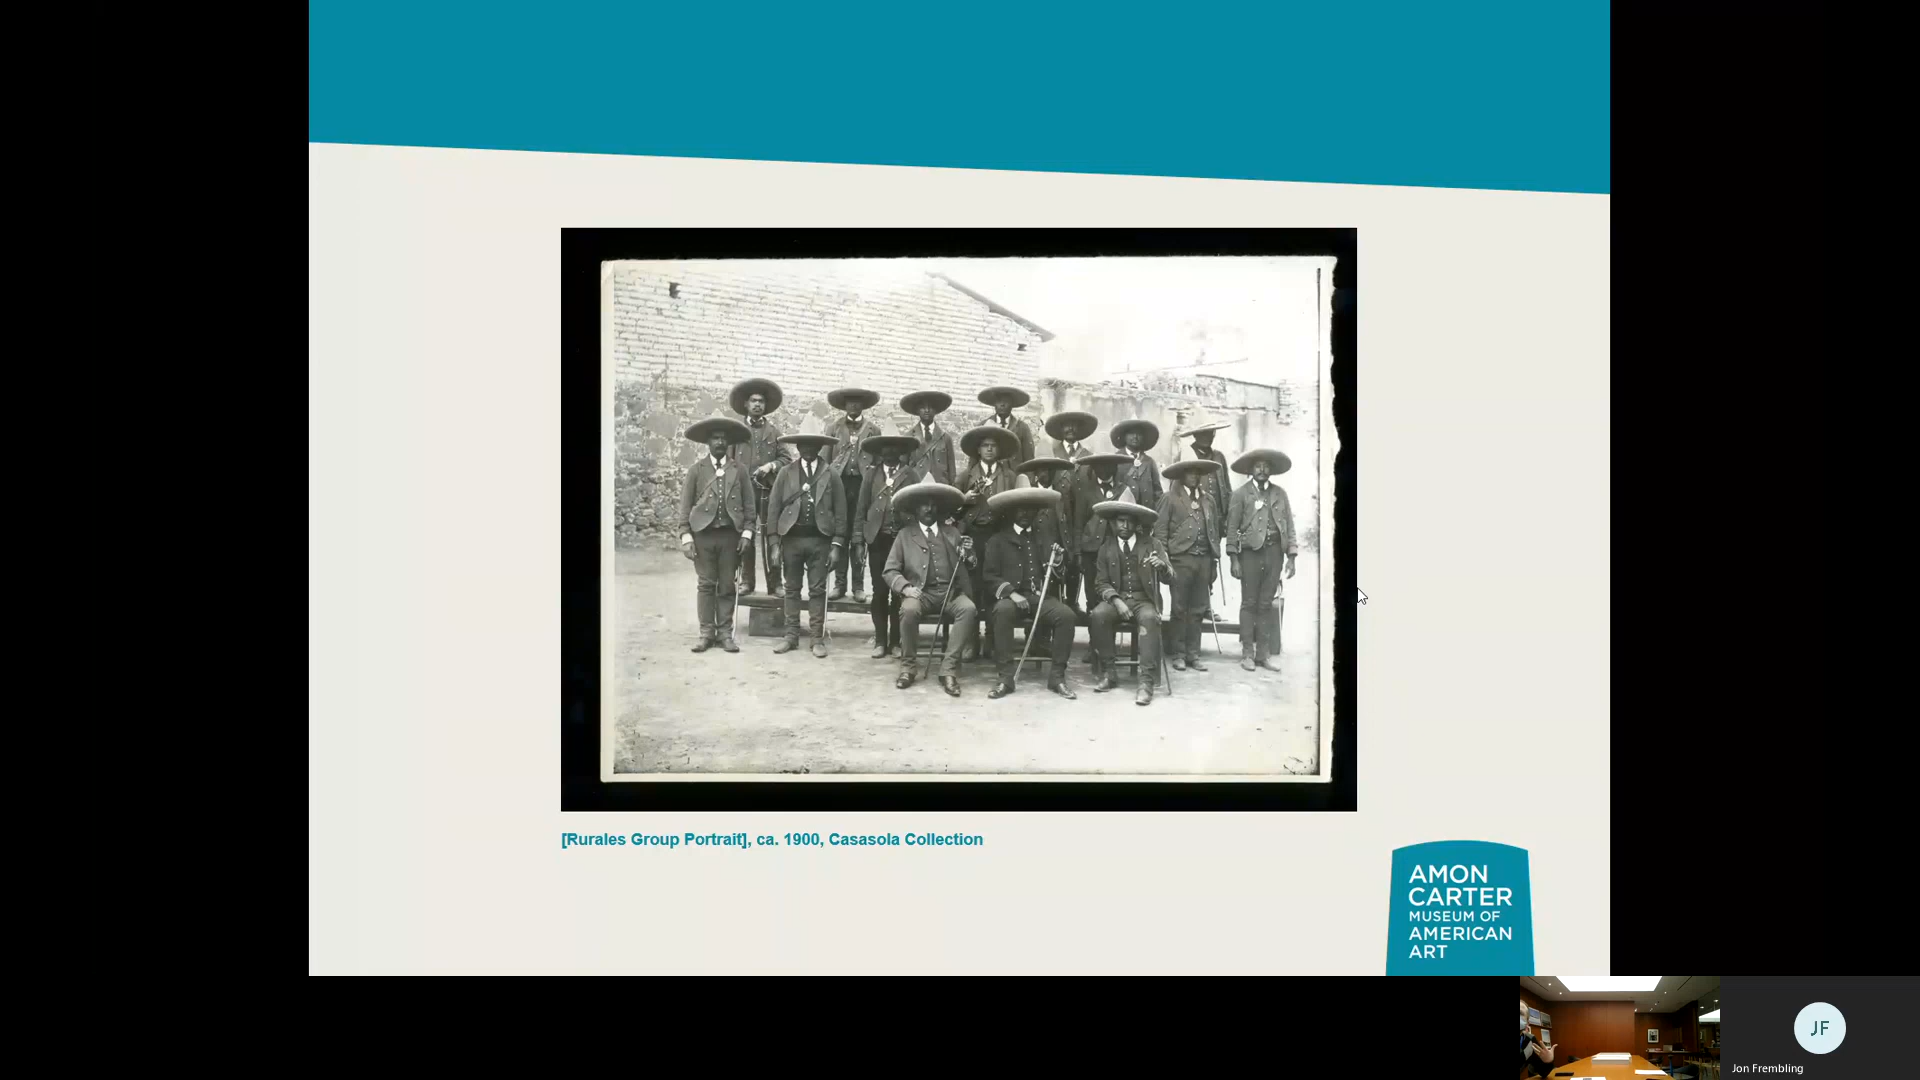 [Rurales Group Portrait], ca. 1900, Casasola Collection
AMON
CARTER
MUSEUM OF
AMERICAN
ART
JF
Jon Frembling